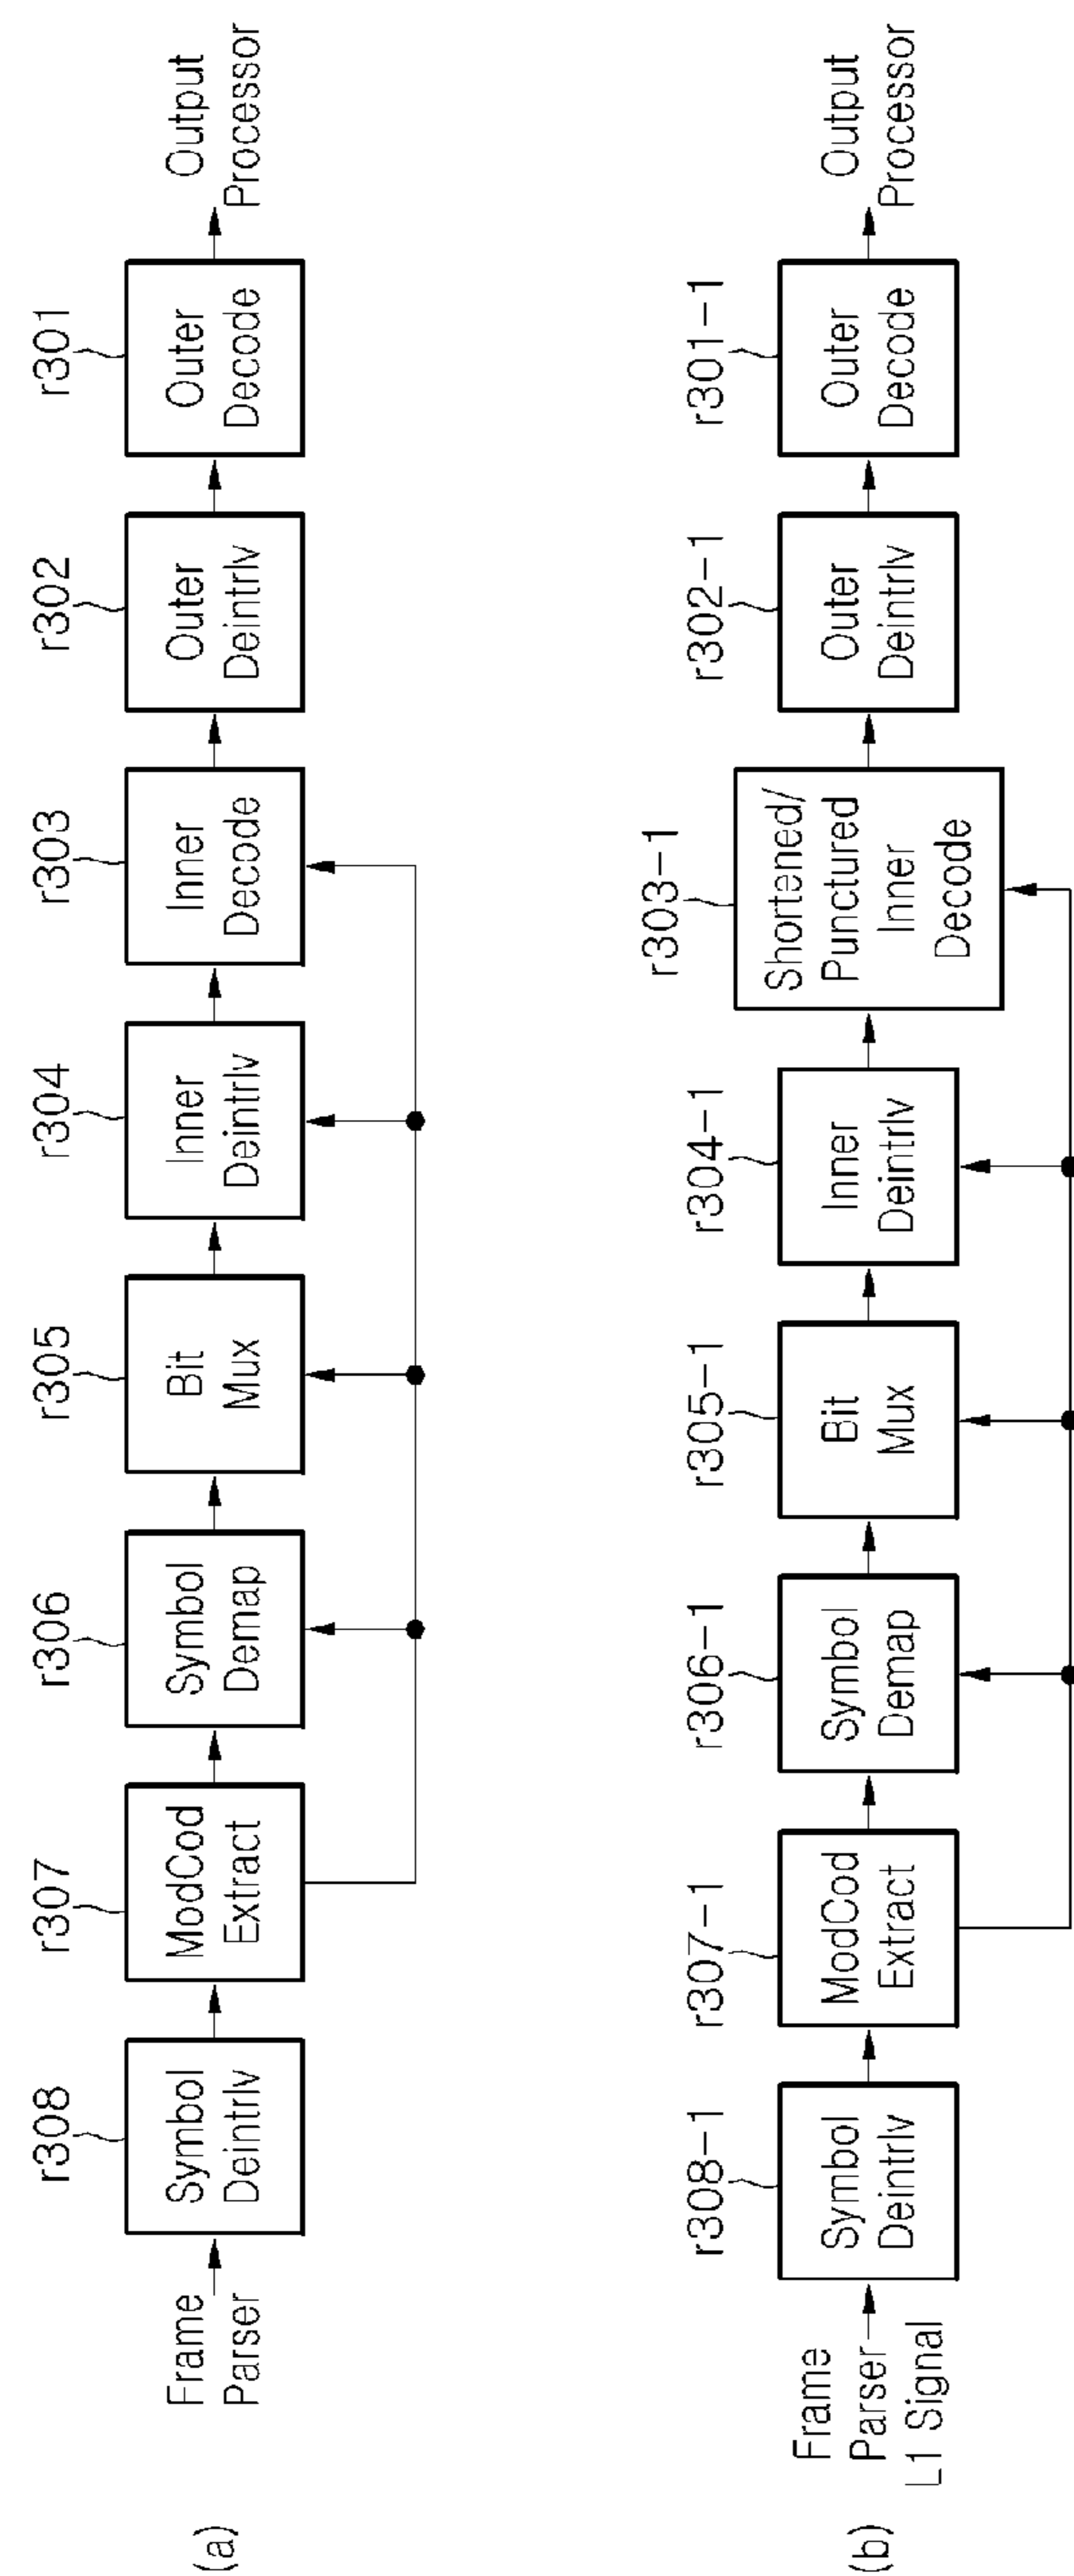 (a)
Frame
Parser
r308
Symbol
Deintrlv
r307
ModCod
Extract
r306
Symbol
Demap
r305
Bit
Mux
r304
Inner
Deintrlv
r303
Inner
Decode
r302
Outer
Deintrlv
r301
Outer
Decode
Output
Processor
(b)
Frame
Parser
L1 Signal
r308-1
Symbol
Deintrlv
r307-1
ModCod
Extract
r306-1
Symbol
Demap
r305-1
Bit
Mux
r304-1
Inner
Deintrlv
r303-1
Shortened/
Punctured
Inner
Decode
r302-1
Outer
Deintrlv
r301-1
Outer
Decode
Output
Processor